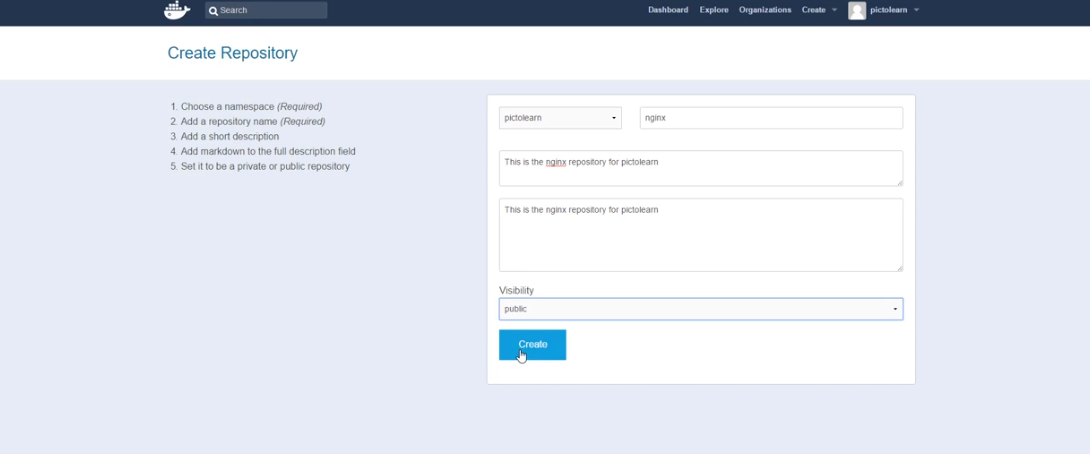 Search
Dashboard Explore Organizations Create pictolearn
Create Repository
1. Choose a namespace (Required)
2. Add a repository name (Required)
3. Add a short description
4. Add markdown to the full description field
5. Set it to be a private or public repository
pictolearn nginx
This is the nginx repository for pictolearn
This is the nginx repository for pictolearn
Visibility
public
Create